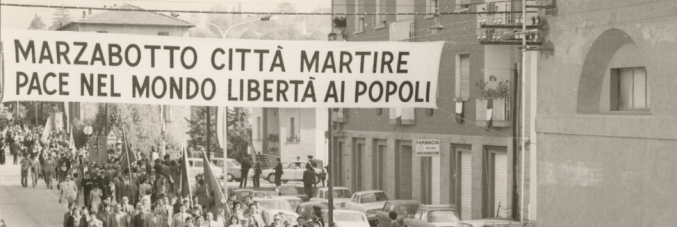 MARZABOTTO CITTÀ MARTIRE
PACE NEL MONDO LIBERTÀ AI POPOLI
FARMACIA